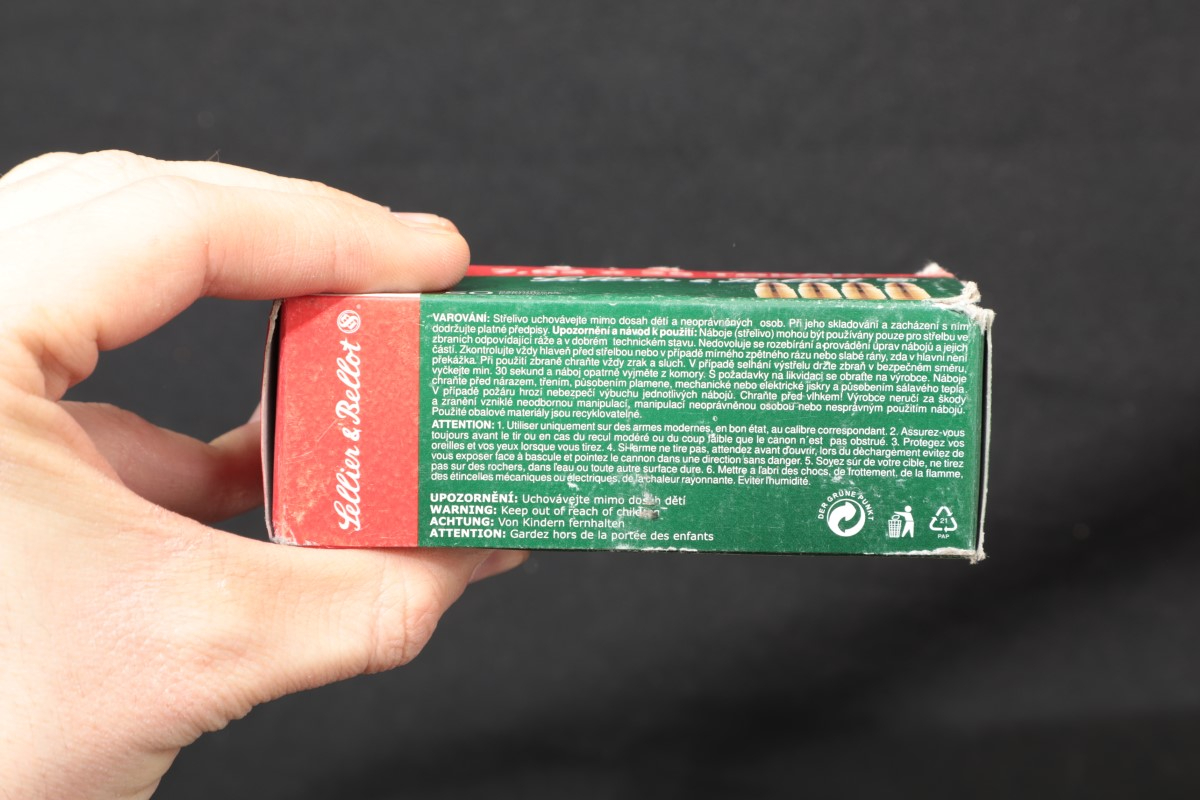 Sellier & Bellot
VAROVÁNÍ: Střelivo uchovávejte mimo dosah dětí a neoprávněných osob. Při jeho skladování a zacházení s ním
dodržujte platné předpisy. Upozornění a návod k použití: Náboje (střelivo) mohou být používány pouze pro střelbu ve
zbraních odpovídající ráže a v dobrém technickém stavu. Nedovoluje se rozebírání a provádění úprav nábojů a jejich
částí. Zkontrolujte vždy hlaveň před střelbou nebo v případě mírného zpětného rázu nebo slabé rány, zda v hlavni není
překážka. Při použití zbraně chraňte vždy zrak a sluch. V případě selhání výstřelu držte zbraň v bezpečném směru,
vyčkejte min. 30 sekund a náboj opatrně vyjměte z komory. S požadavky na likvidaci se obraťte na výrobce. Náboje
chraňte před nárazem, třením, působením plamene, mechanické nebo elektrické jiskry a působením sálavého tepla.
V případě požáru hrozí nebezpečí výbuchu jednotlivých nábojů. Chraňte před vlhkem! Výrobce neručí za škody
a zranění vzniklé neodbornou manipulací, manipulací neoprávněnou osobou nebo nesprávným použitím nábojů.
Použité obalové materiály jsou recyklovatelné.
ATTENTION: 1. Utiliser uniquement sur des armes modernes, en bon état, au calibre correspondant. 2. Assurez-vous
toujours avant le tir ou en cas du recul modéré ou du coup faible que le canon n'est pas obstrué. 3. Protegez vos
oreilles et vos yeux lorsque vous tirez. 4. Si l'arme ne tire pas, attendez avant d'ouvrir, lors du dèchargement evitez de
vous exposer face à bascule et pointez le cannon dans une direction sans danger. 5. Soyez sûr de votre cible, ne tirez
pas sur des rochers, dans l'eau ou toute autre surface dure. 6. Mettre a l'abri des chocs, de frottement, de la flamme,
des étincelles mécaniques ou électriques, de la chaleur rayonnante. Eviter l'humidité.
UPOZORNĚNÍ: Uchovávejte mimo dosah dětí
WARNING: Keep out of reach of children
ACHTUNG: Von Kindern fernhalten
ATTENTION: Gardez hors de la portée des enfants
DER GRÜNE PUNKT
21
PAP